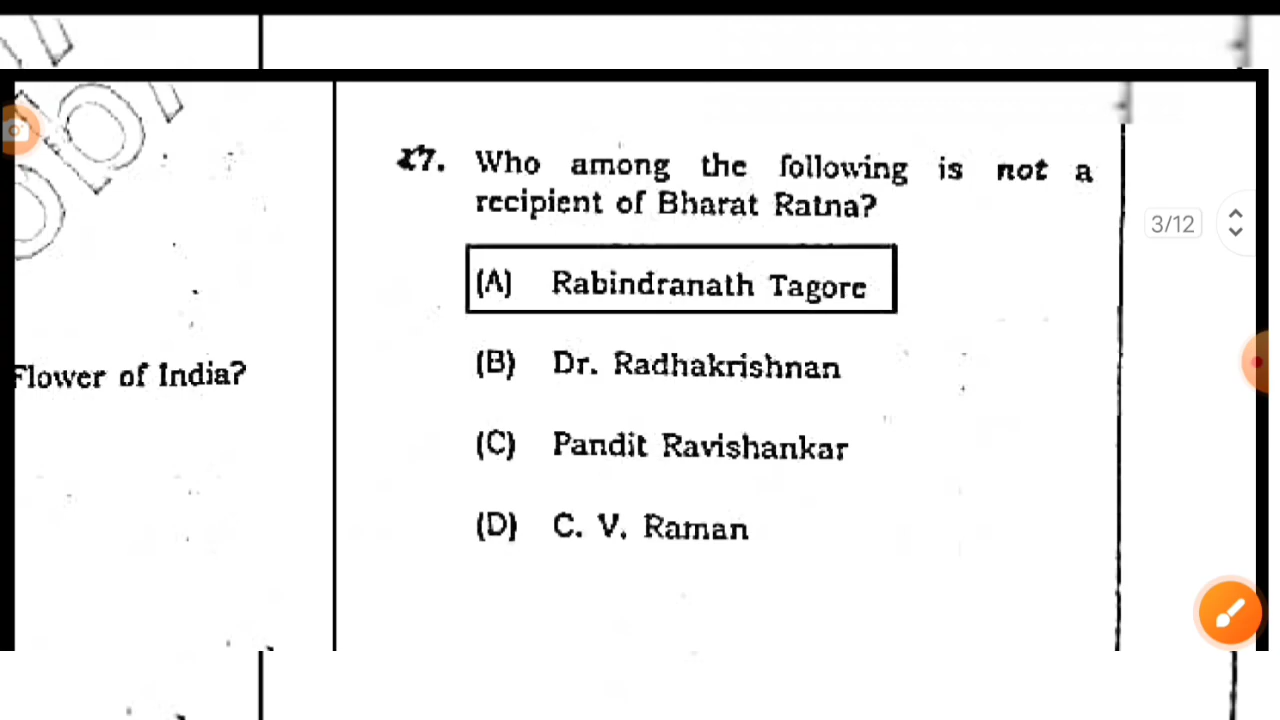 17. Who among the following is not a
recipient of Bharat Ratna?
(A) Rabindranath Tagore
3/12
(B) Dr. Radhakrishnan
Flower of India?
(C) Pandit Ravishankar
(D) C. V. Raman